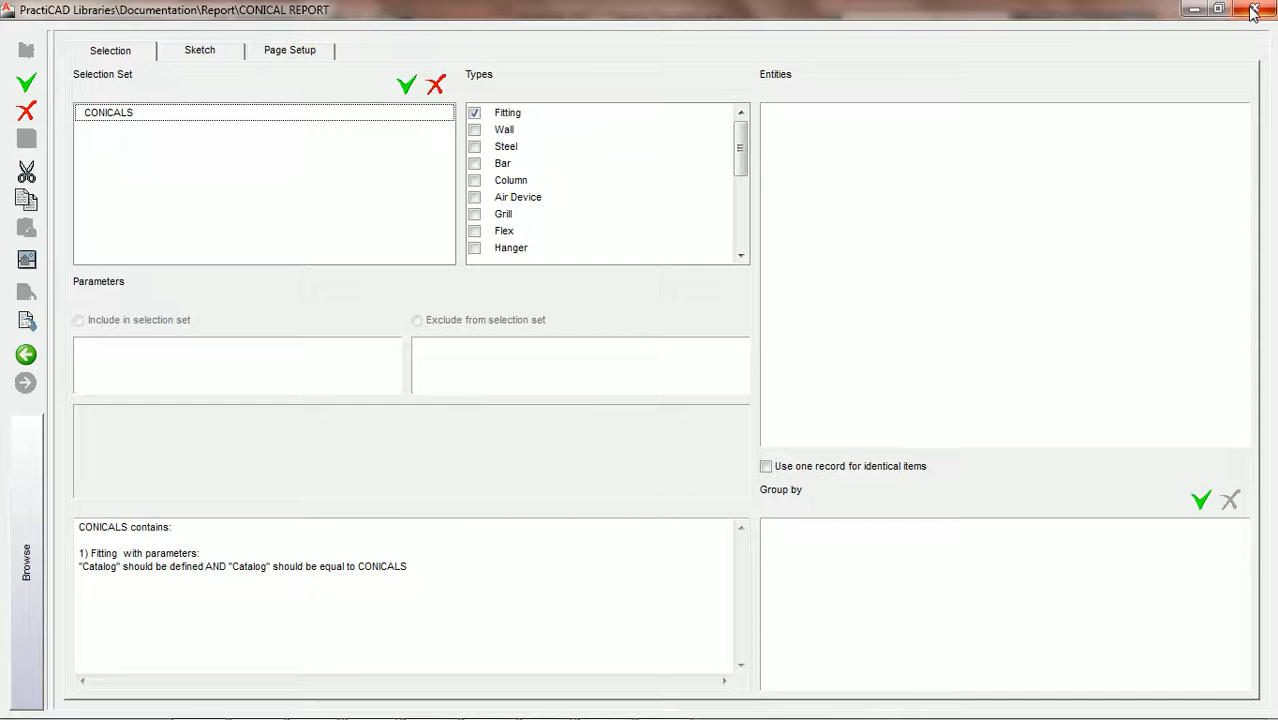 PractiCAD Libraries\Documentation\Report\CONICAL REPORT
Selection
Sketch
Page Setup
Selection Set
Types
Entities
CONICALS
Fitting
Wall
Steel
Bar
Column
Air Device
Grill
Flex
Hanger
Parameters
Include in selection set
Exclude from selection set
Use one record for identical items
Group by
CONICALS contains:
1) Fitting  with parameters:
"Catalog" should be defined AND "Catalog" should be equal to CONICALS
Browse